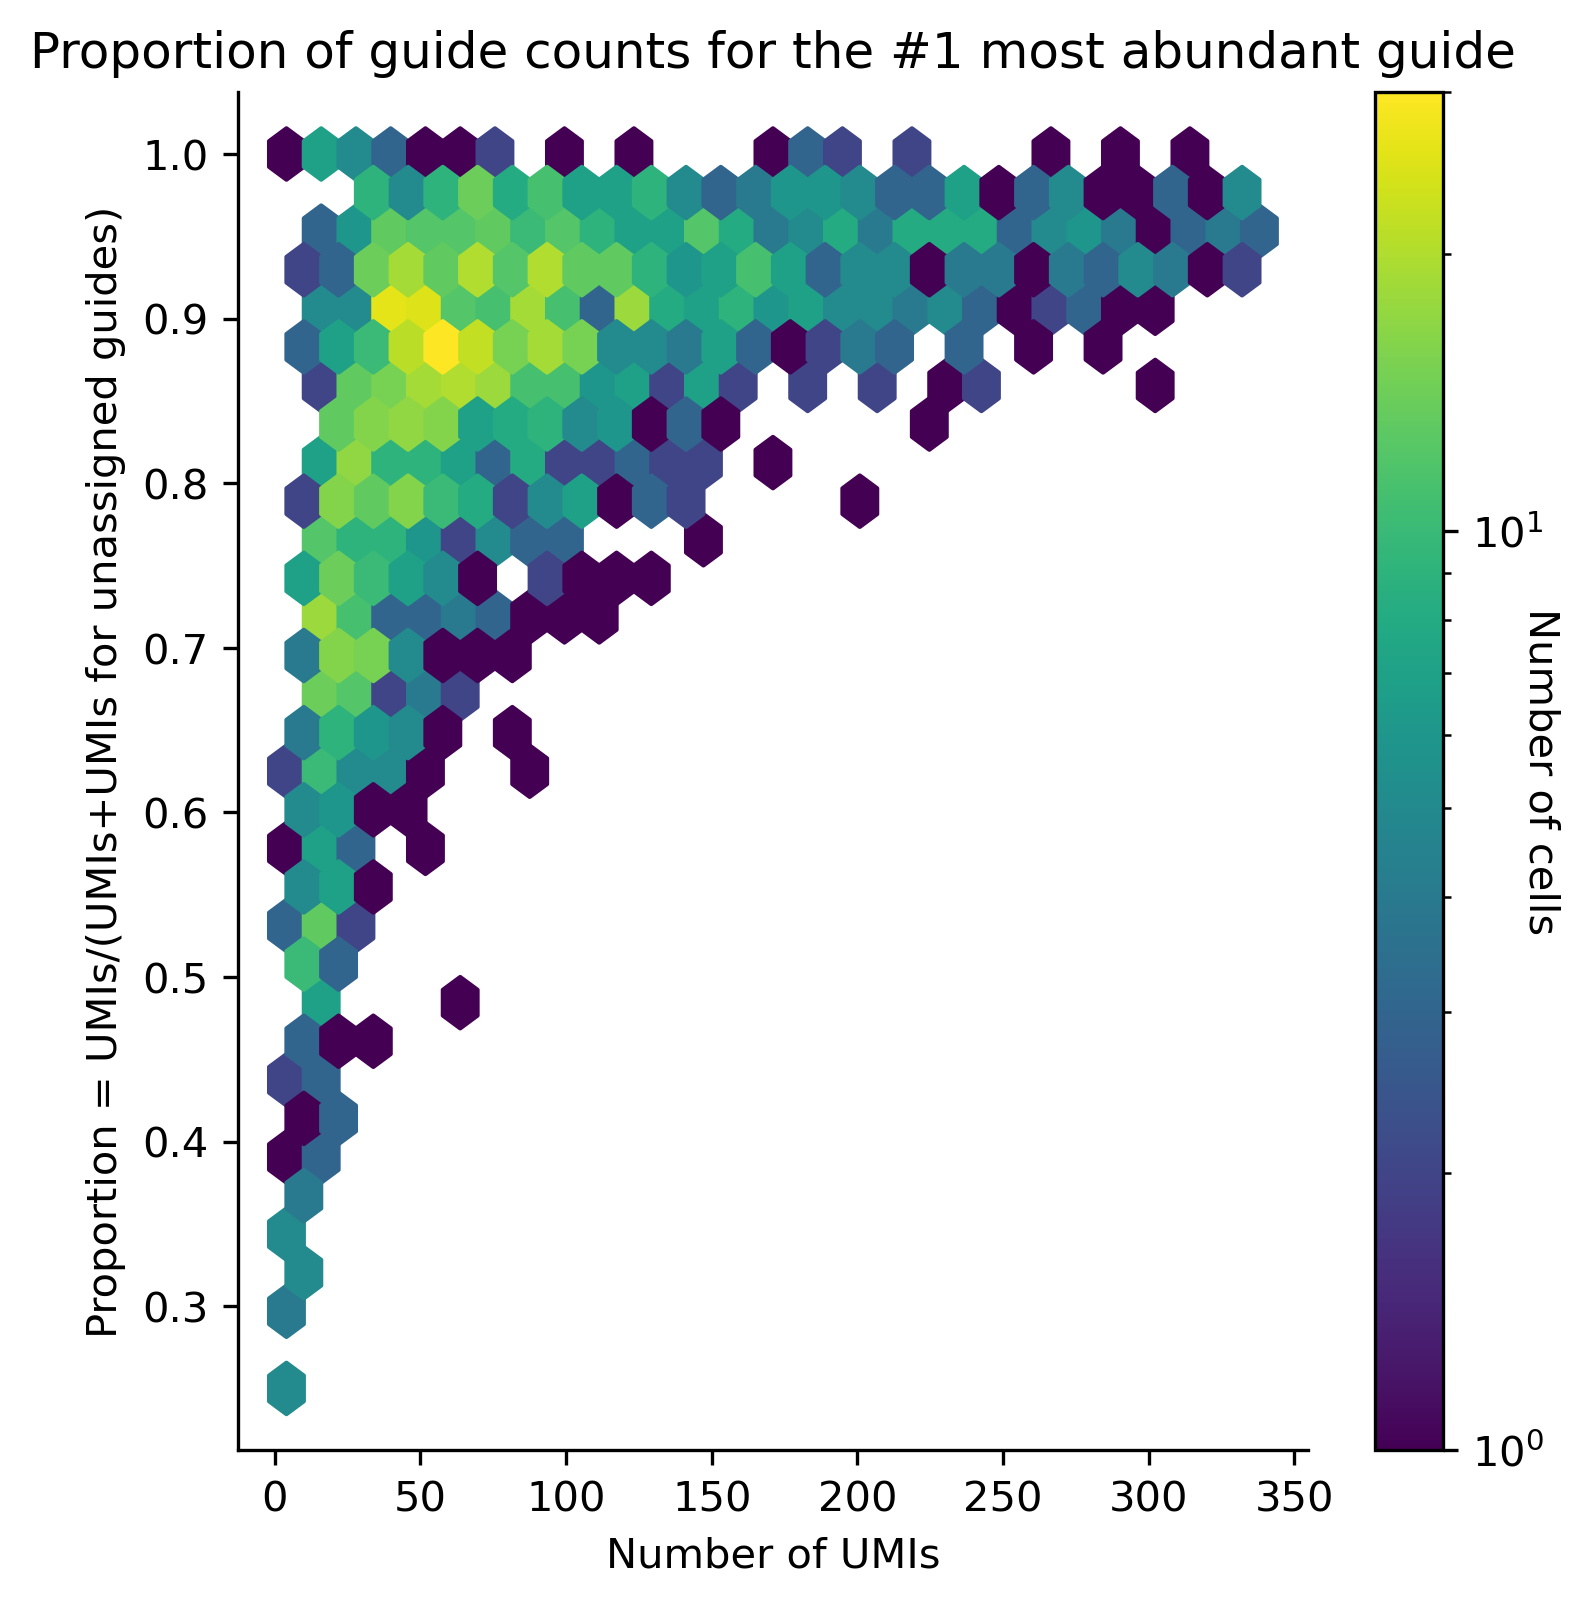 Proportion of guide counts for the #1 most abundant guide
Proportion = UMIs/(UMIs+UMIs for unassigned guides)
1.0
0.9
0.8
0.7
0.6
0.5
0.4
0.3
0 50 100 150 200 250 300 350
Number of UMIs
10¹
10⁰
Number of cells